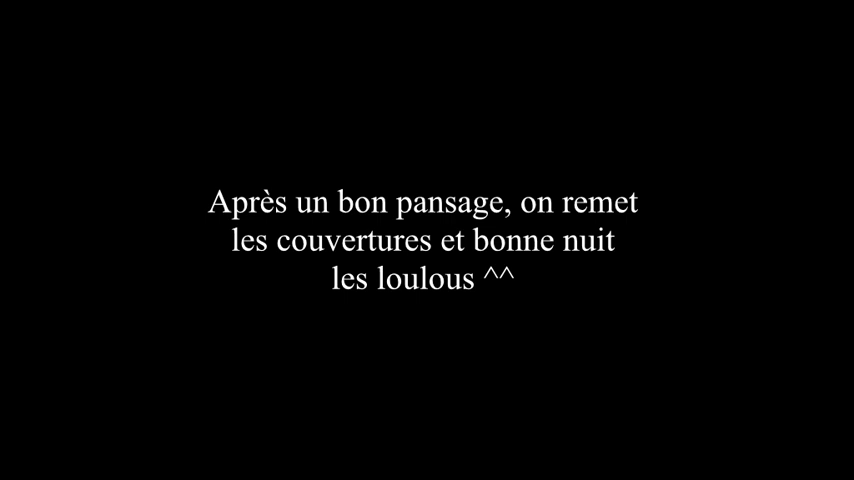 Après un bon pansage, on remet
les couvertures et bonne nuit
les loulous ^^